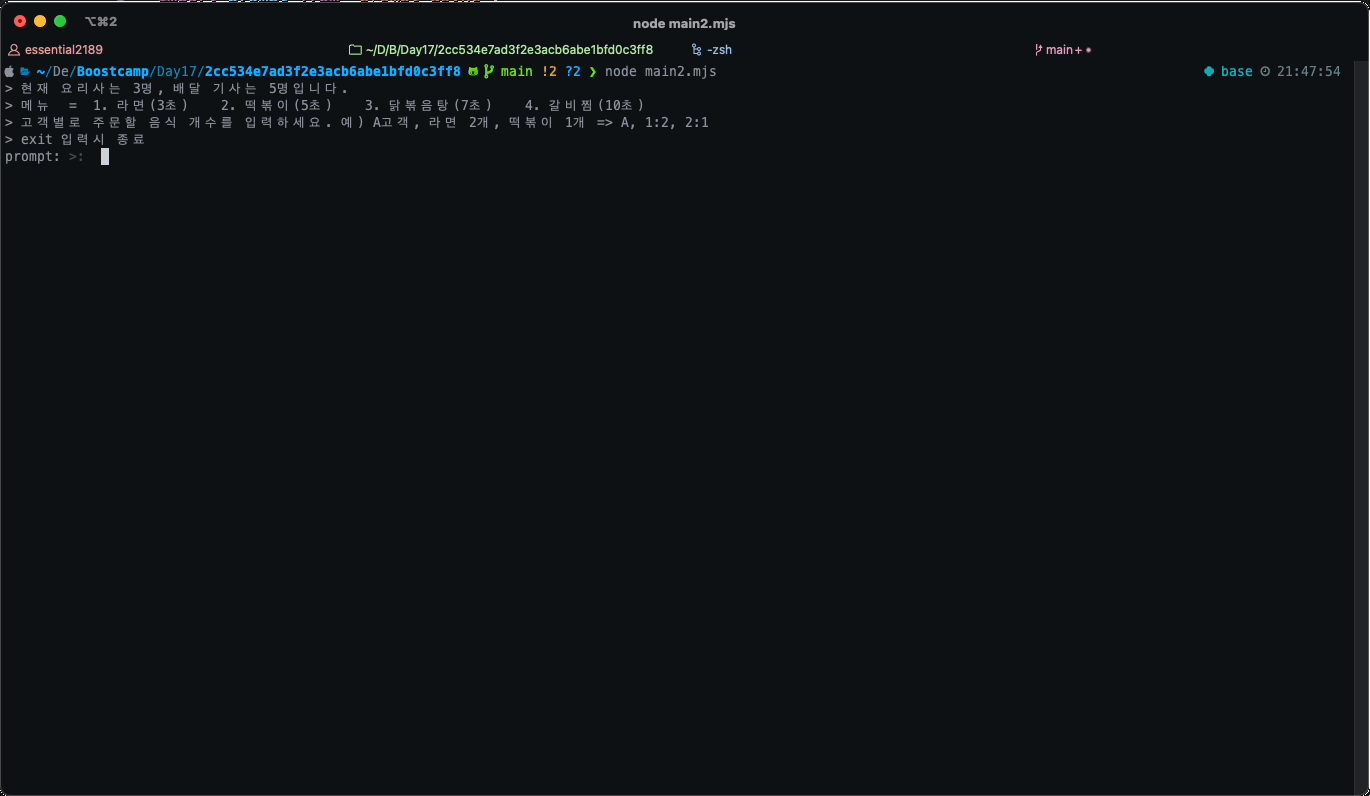 ⌥⌘2 node main2.mjs
essential2189 ~/D/B/Day17/2cc534e7ad3f2e3acb6abe1bfd0c3ff8 -zsh main+
~/De/Boostcamp/Day17/2cc534e7ad3f2e3acb6abe1bfd0c3ff8 main !2 ?2 ❯ node main2.mjs base 21:47:54
> 현재 요리사는 3명, 배달 기사는 5명입니다.
> 메뉴 = 1. 라면(3초) 2. 떡볶이(5초) 3. 닭볶음탕(7초) 4. 갈비찜(10초)
> 고객별로 주문할 음식 개수를 입력하세요. 예) A고객, 라면 2개, 떡볶이 1개 => A, 1:2, 2:1
> exit 입력시 종료
prompt: >: